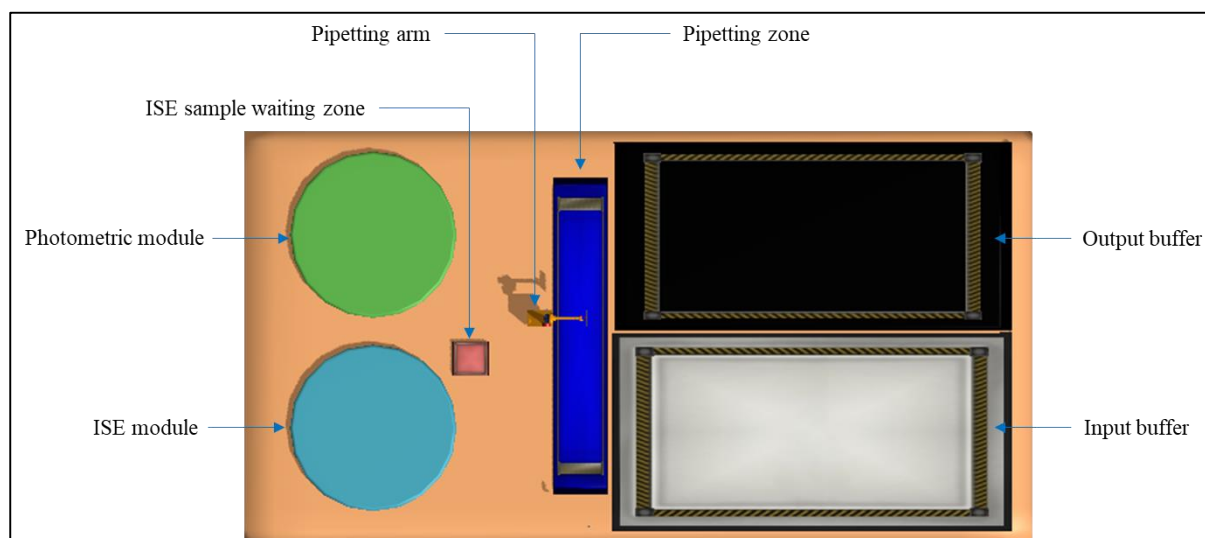 Pipetting arm
Pipetting zone
ISE sample waiting zone
Photometric module
Output buffer
ISE module
Input buffer